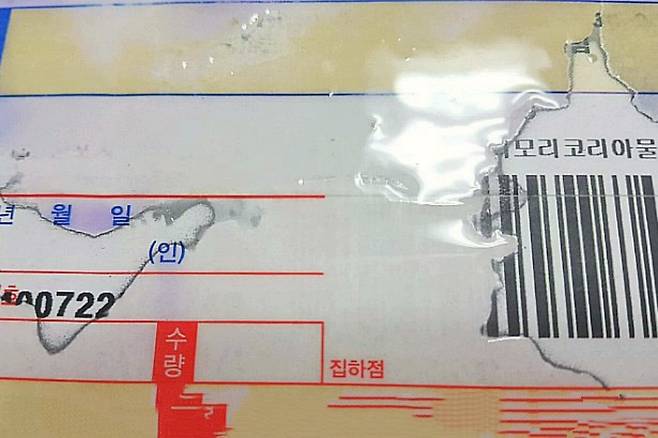 모리코리아물
년 월 일
(인)
00722
수량
집하점